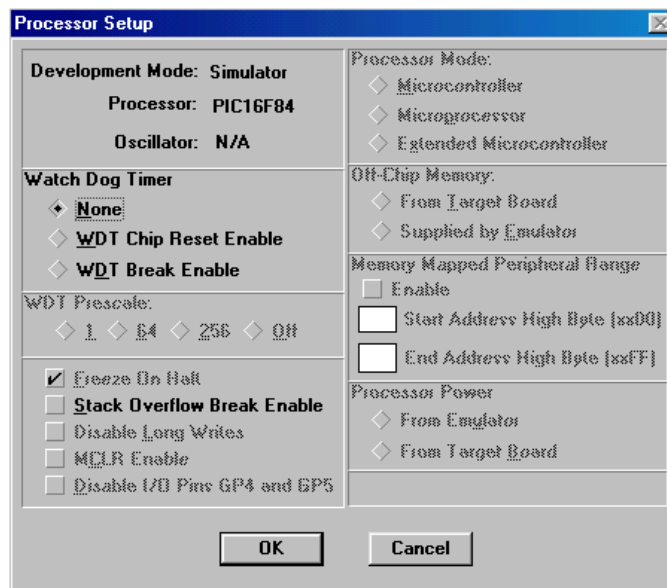 Processor Setup
Development Mode: Simulator
Processor: PIC16F84
Oscillator: N/A
Watch Dog Timer
None
WDT Chip Reset Enable
WDT Break Enable
WDT Prescale:
1 64 256 Off
Freeze On Halt
Stack Overflow Break Enable
Disable Long Writes
MCLR Enable
Disable I/O Pins GP4 and GP5
Processor Mode:
Microcontroller
Microprocessor
Extended Microcontroller
Off-Chip Memory:
From Target Board
Supplied by Emulator
Memory Mapped Peripheral Range
Enable
Start Address High Byte (xx00)
End Address High Byte (xxFF)
Processor Power
From Emulator
From Target Board
OK Cancel